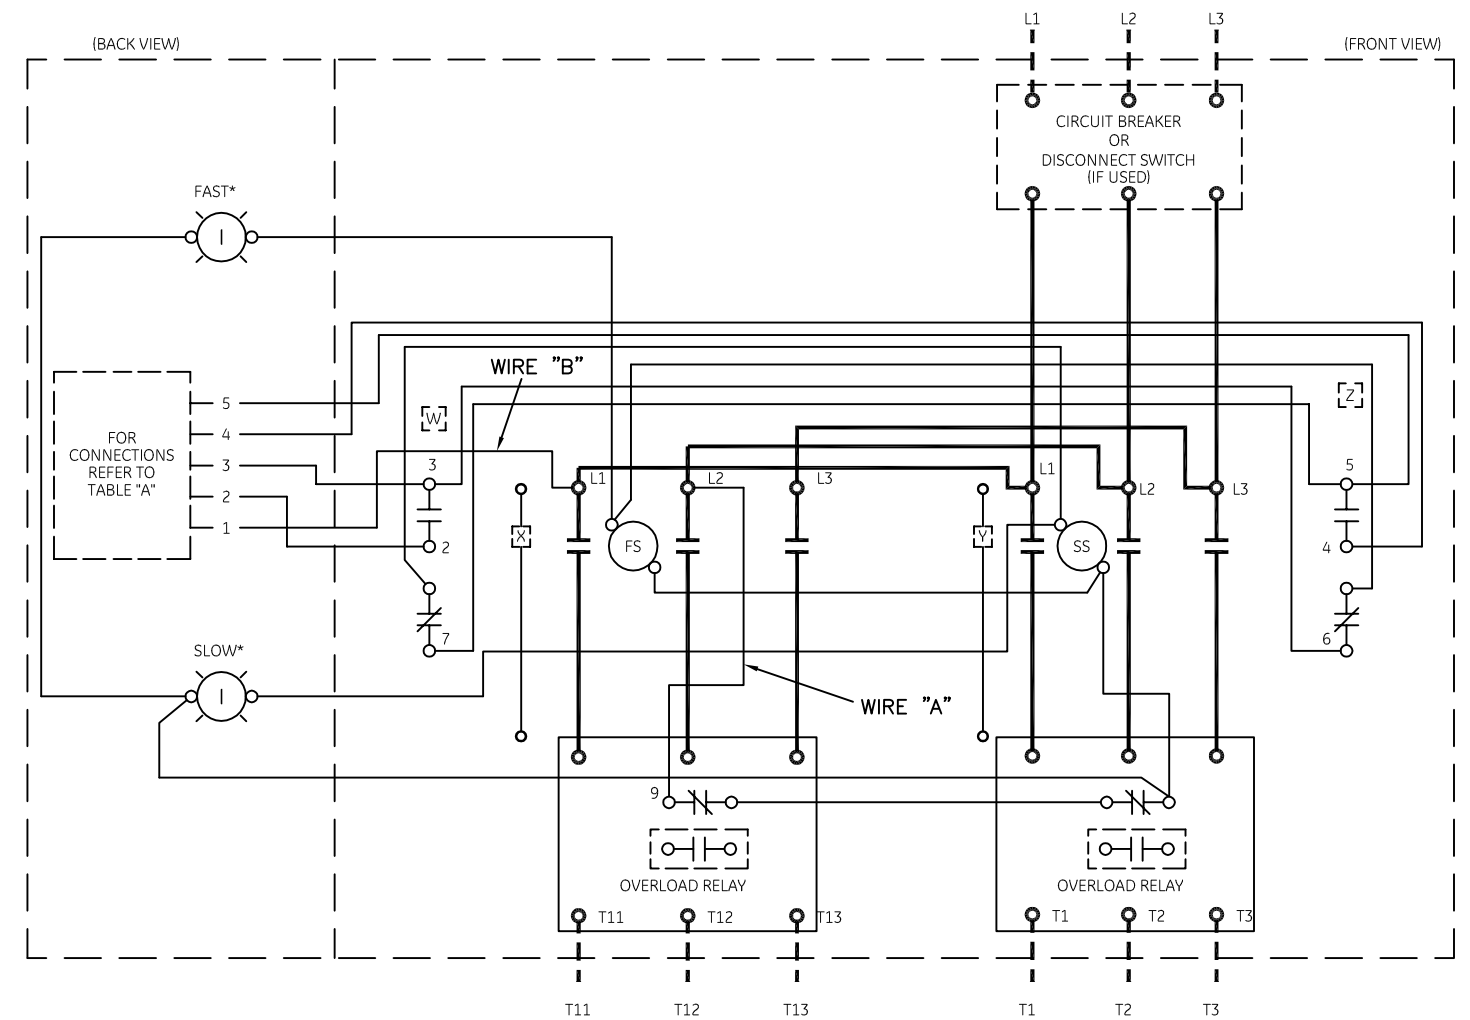 L1 L2 L3
(BACK VIEW) (FRONT VIEW)
CIRCUIT BREAKER
OR
DISCONNECT SWITCH
(IF USED)
FAST*
I
WIRE "B"
FOR
CONNECTIONS
REFER TO
TABLE "A"
5
4
3
2
1
W
Z
3
5
L1 L2 L3 L1 L2 L3
2
4
X
FS
Y
SS
7
6
SLOW*
I
WIRE "A"
9
OVERLOAD RELAY OVERLOAD RELAY
T11 T12 T13 T1 T2 T3
T11 T12 T13 T1 T2 T3